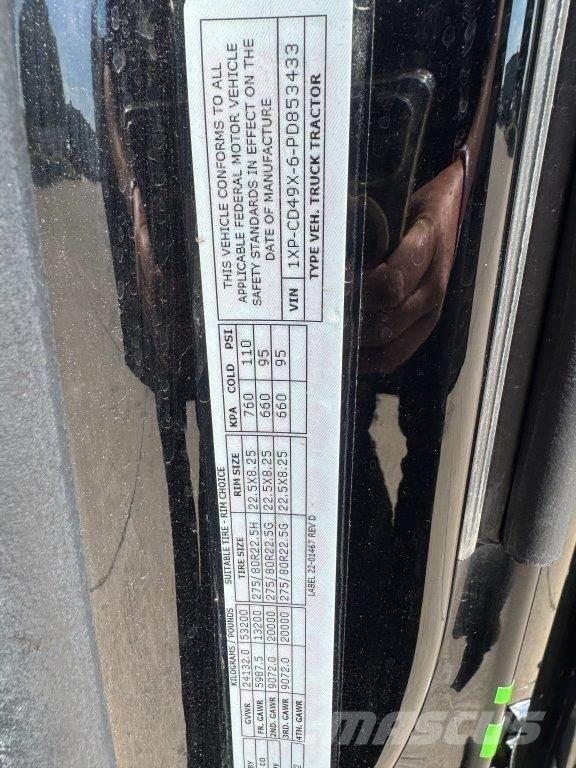 KILOGRAMS / POUNDS SUITABLE TIRE - RIM CHOICE
GVWR 24132.0 53200 TIRE SIZE RIM SIZE KPA COLD PSI
FR. GAWR 5987.5 13200 275/80R22.5H 22.5X8.25 760 110
2ND. GAWR 9072.0 20000 275/80R22.5G 22.5X8.25 660 95
3RD. GAWR 9072.0 20000 275/80R22.5G 22.5X8.25 660 95
4TH. GAWR
LABEL 22-01467 REV D
THIS VEHICLE CONFORMS TO ALL
APPLICABLE FEDERAL MOTOR VEHICLE
SAFETY STANDARDS IN EFFECT ON THE
DATE OF MANUFACTURE
VIN 1XP-CD49X-6-PD853433
TYPE VEH. TRUCK TRACTOR
MASCUS